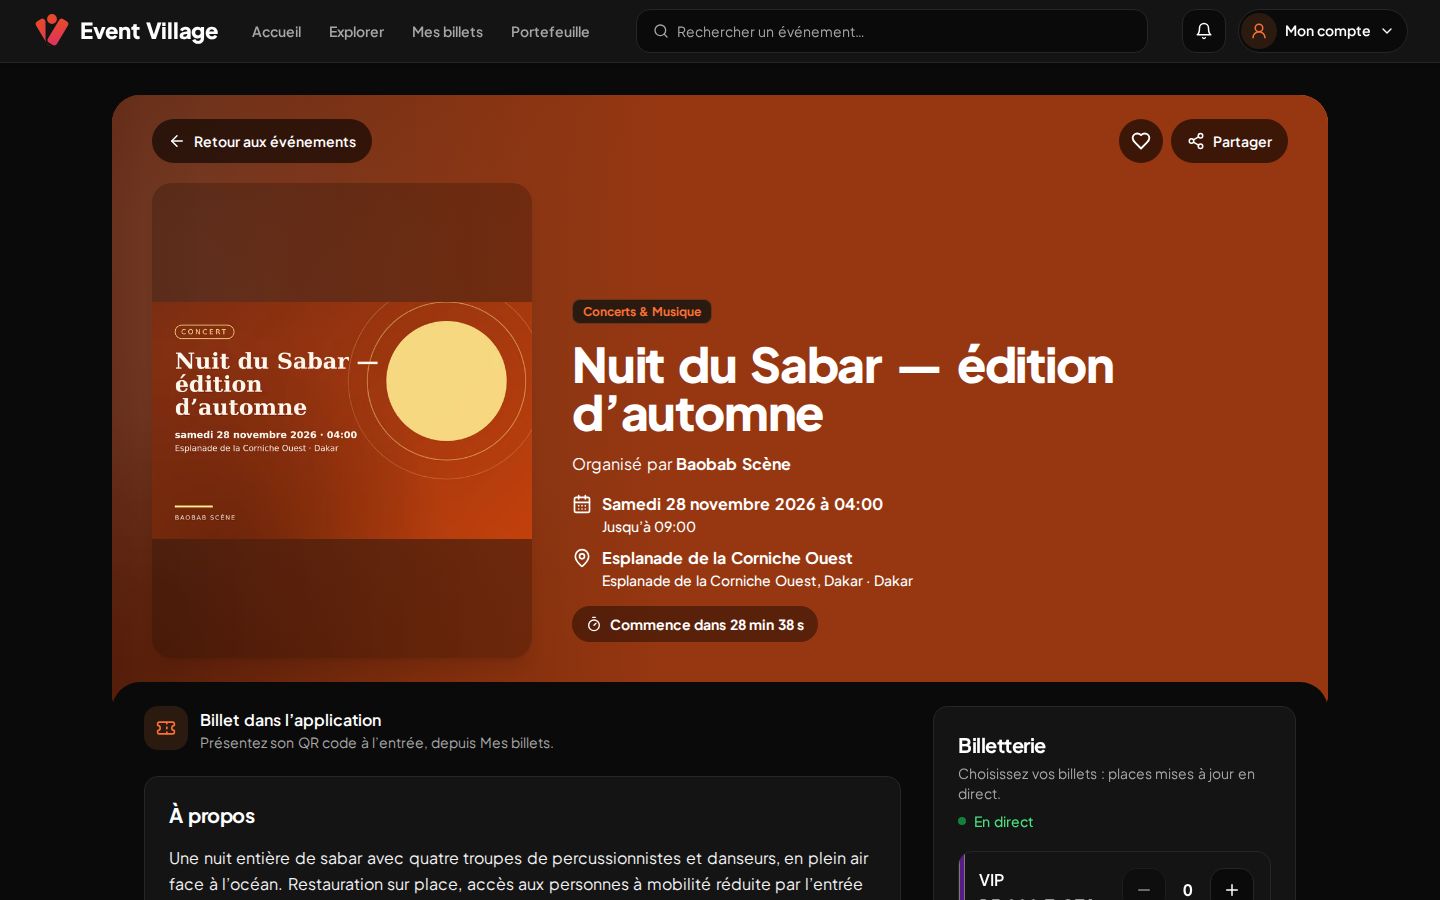 Event Village
Accueil
Explorer
Mes billets
Portefeuille
Rechercher un événement…
Mon compte
Retour aux événements
Partager
CONCERT
Nuit du Sabar —
édition
d’automne
samedi 28 novembre 2026 · 04:00
Esplanade de la Corniche Ouest · Dakar
BAOBAB SCÈNE
Concerts & Musique
Nuit du Sabar — édition
d’automne
Organisé par Baobab Scène
Samedi 28 novembre 2026 à 04:00
Jusqu’à 09:00
Esplanade de la Corniche Ouest
Esplanade de la Corniche Ouest, Dakar · Dakar
Commence dans 28 min 38 s
Billet dans l’application
Présentez son QR code à l’entrée, depuis Mes billets.
À propos
Une nuit entière de sabar avec quatre troupes de percussionnistes et danseurs, en plein air
face à l’océan. Restauration sur place, accès aux personnes à mobilité réduite par l’entrée
Billetterie
Choisissez vos billets : places mises à jour en
direct.
En direct
VIP
0